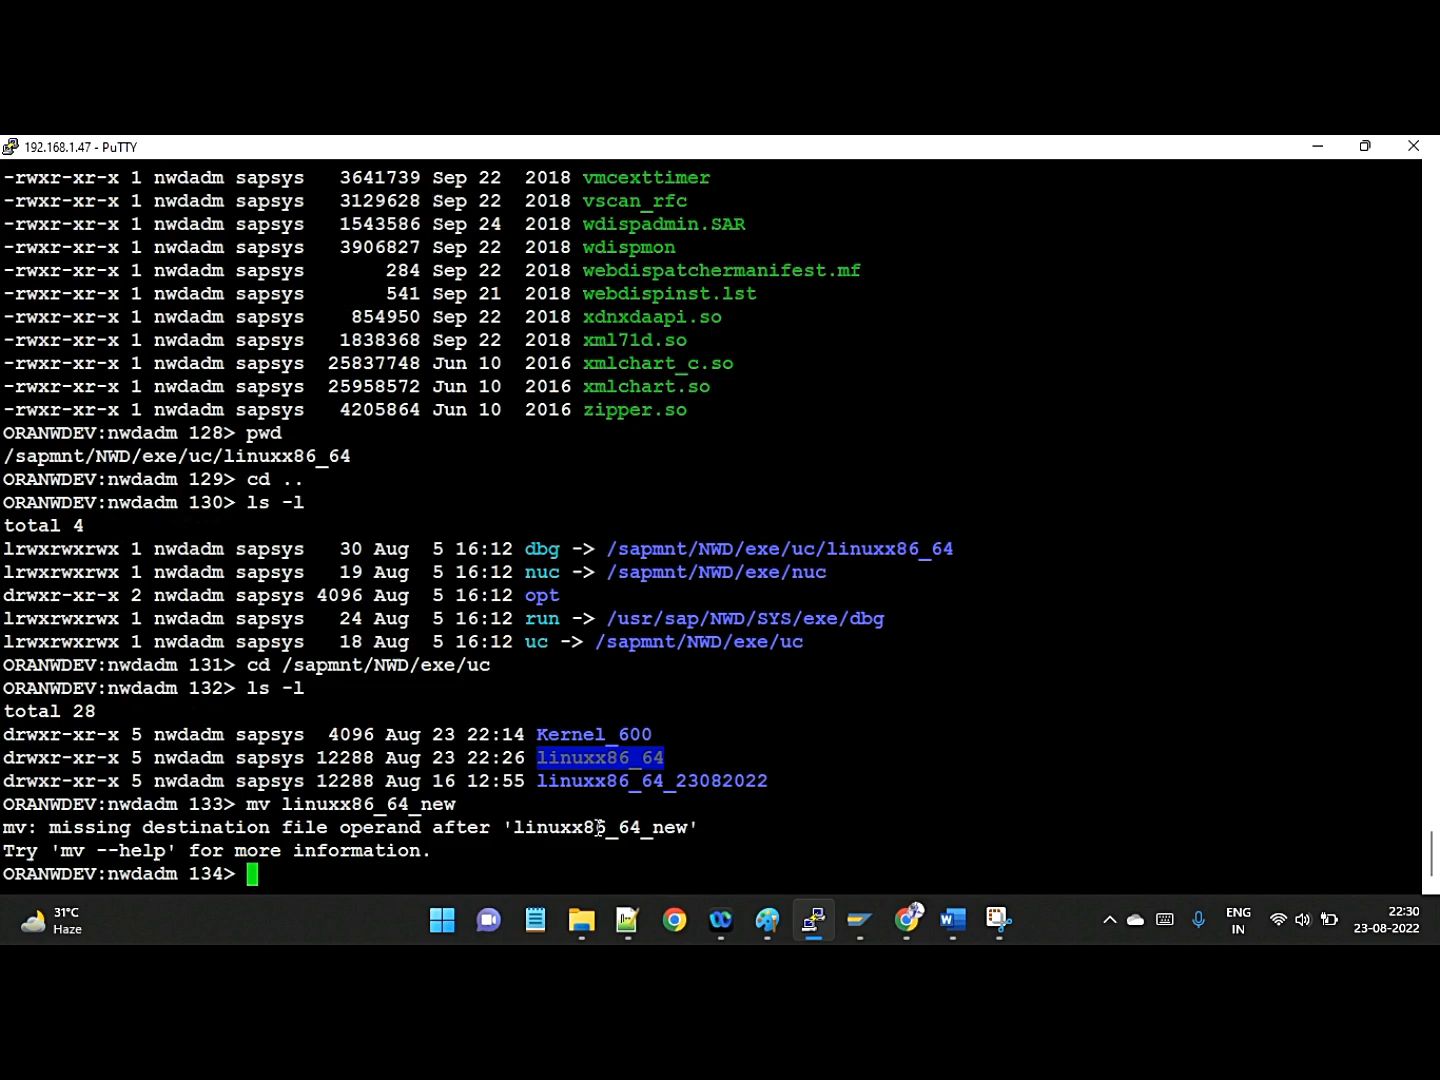 192.168.1.47 - PuTTY
-rwxr-xr-x 1 nwdadm sapsys   3641739 Sep 22  2018 vmcexttimer
-rwxr-xr-x 1 nwdadm sapsys   3129628 Sep 22  2018 vscan_rfc
-rwxr-xr-x 1 nwdadm sapsys   1543586 Sep 24  2018 wdispadmin.SAR
-rwxr-xr-x 1 nwdadm sapsys   3906827 Sep 22  2018 wdispmon
-rwxr-xr-x 1 nwdadm sapsys       284 Sep 22  2018 webdispatchermanifest.mf
-rwxr-xr-x 1 nwdadm sapsys       541 Sep 21  2018 webdispinst.lst
-rwxr-xr-x 1 nwdadm sapsys    854950 Sep 22  2018 xdnxdaapi.so
-rwxr-xr-x 1 nwdadm sapsys   1838368 Sep 22  2018 xml71d.so
-rwxr-xr-x 1 nwdadm sapsys  25837748 Jun 10  2016 xmlchart_c.so
-rwxr-xr-x 1 nwdadm sapsys  25958572 Jun 10  2016 xmlchart.so
-rwxr-xr-x 1 nwdadm sapsys   4205864 Jun 10  2016 zipper.so
ORANWDEV:nwdadm 128> pwd
/sapmnt/NWD/exe/uc/linuxx86_64
ORANWDEV:nwdadm 129> cd ..
ORANWDEV:nwdadm 130> ls -l
total 4
lrwxrwxrwx 1 nwdadm sapsys   30 Aug  5 16:12 dbg -> /sapmnt/NWD/exe/uc/linuxx86_64
lrwxrwxrwx 1 nwdadm sapsys   19 Aug  5 16:12 nuc -> /sapmnt/NWD/exe/nuc
drwxr-xr-x 2 nwdadm sapsys 4096 Aug  5 16:12 opt
lrwxrwxrwx 1 nwdadm sapsys   24 Aug  5 16:12 run -> /usr/sap/NWD/SYS/exe/dbg
lrwxrwxrwx 1 nwdadm sapsys   18 Aug  5 16:12 uc -> /sapmnt/NWD/exe/uc
ORANWDEV:nwdadm 131> cd /sapmnt/NWD/exe/uc
ORANWDEV:nwdadm 132> ls -l
total 28
drwxr-xr-x 5 nwdadm sapsys  4096 Aug 23 22:14 Kernel_600
drwxr-xr-x 5 nwdadm sapsys 12288 Aug 23 22:26 linuxx86_64
drwxr-xr-x 5 nwdadm sapsys 12288 Aug 16 12:55 linuxx86_64_23082022
ORANWDEV:nwdadm 133> mv linuxx86_64_new
mv: missing destination file operand after 'linuxx86_64_new'
Try 'mv --help' for more information.
ORANWDEV:nwdadm 134>
31°C
Haze
ENG
IN
22:30
23-08-2022